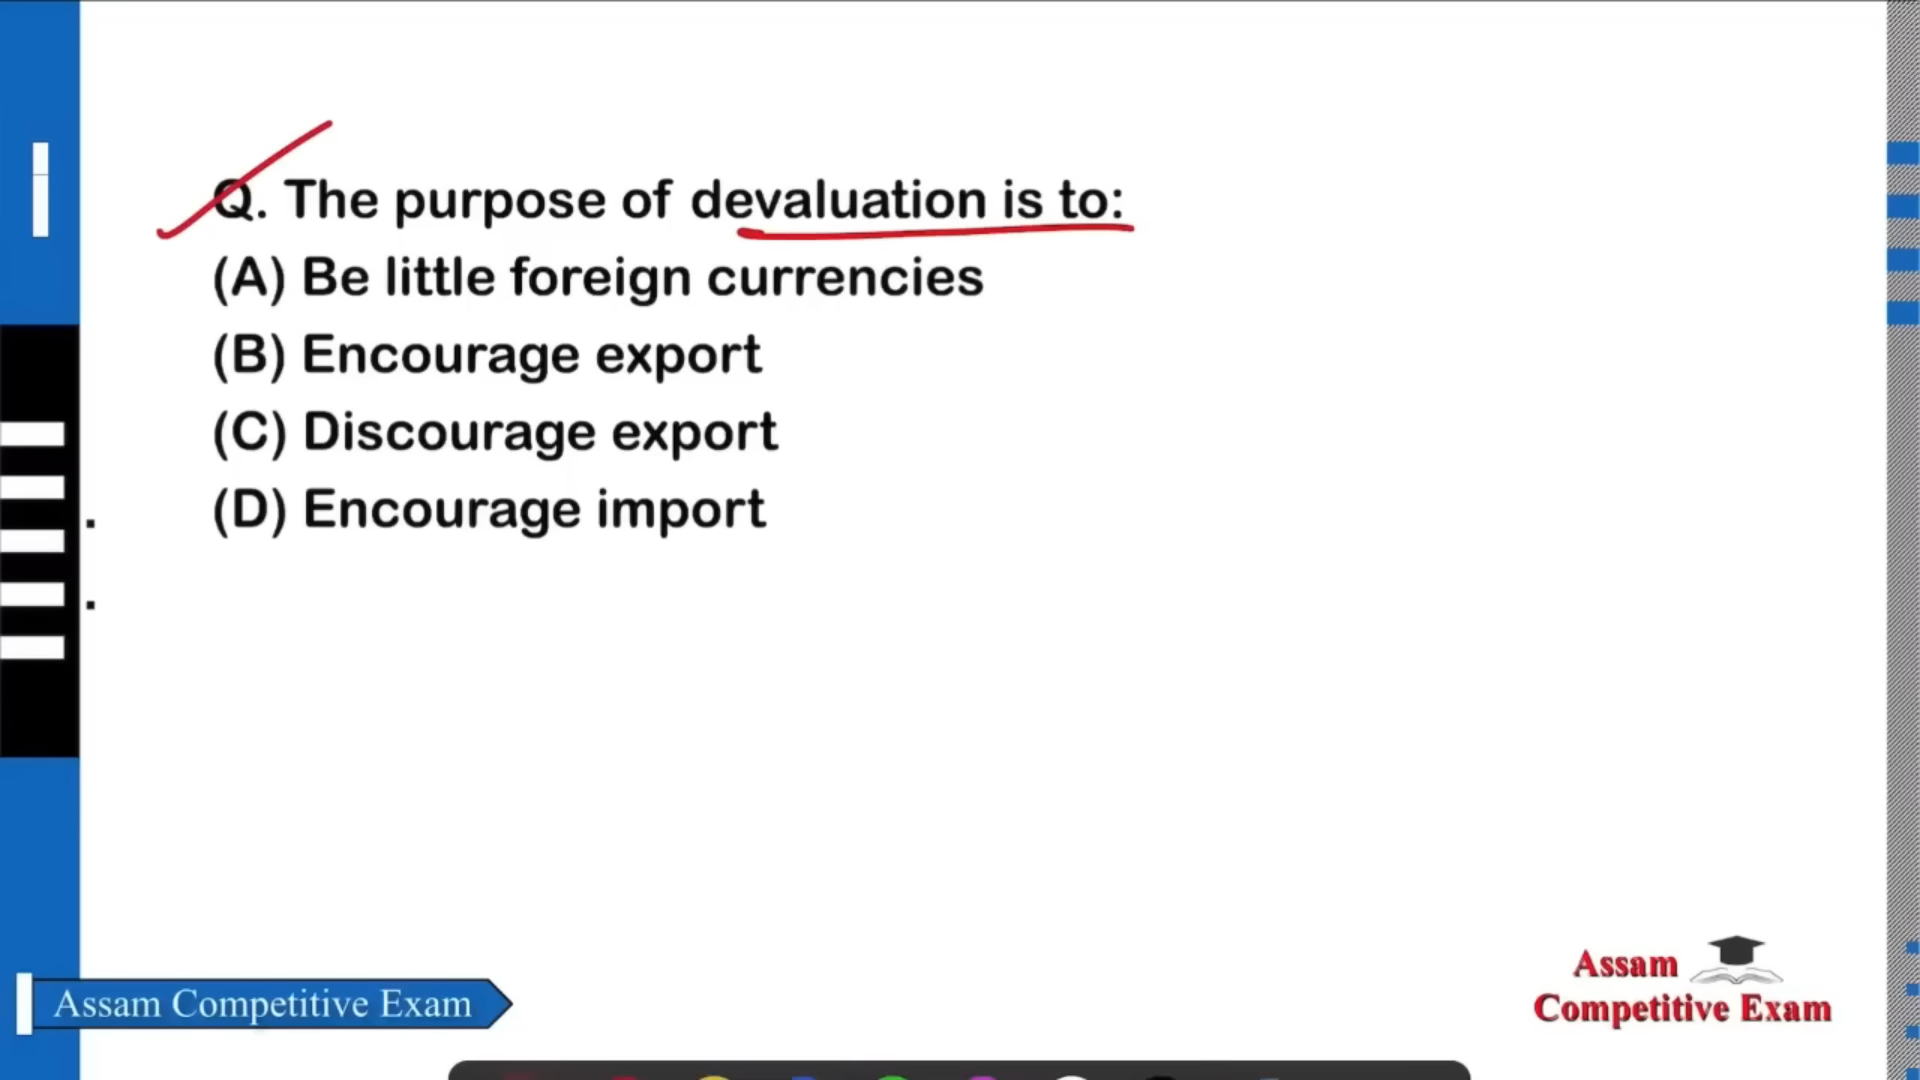 Q. The purpose of devaluation is to:
(A) Be little foreign currencies
(B) Encourage export
(C) Discourage export
(D) Encourage import
.
.
Assam Competitive Exam
Assam
Competitive Exam